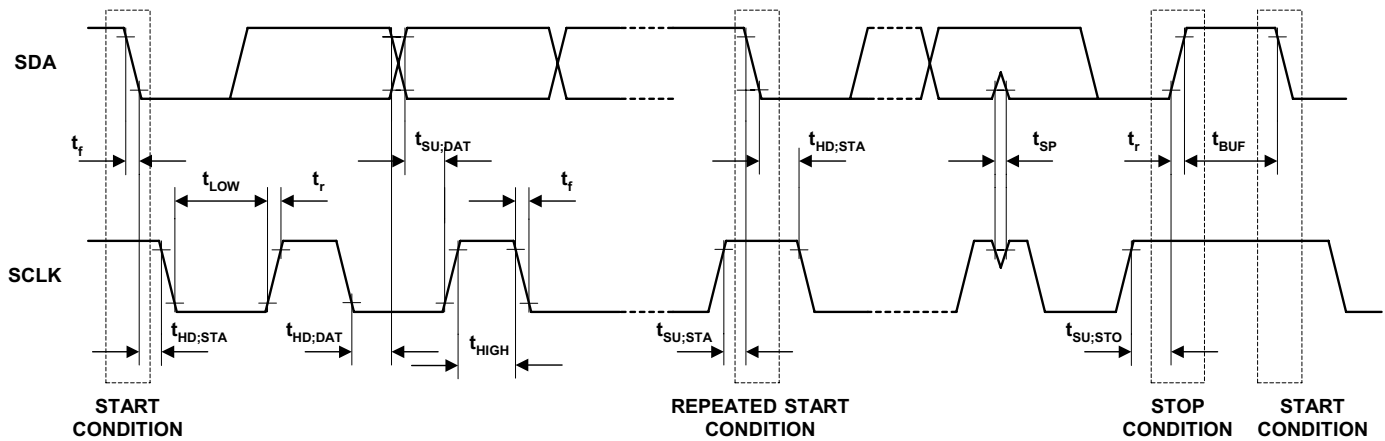 SDA
t_f
t_SU;DAT
t_HD;STA
t_SP
t_r
t_BUF
t_LOW
t_r
t_f
SCLK
t_HD;STA
t_HD;DAT
t_HIGH
t_SU;STA
t_SU;STO
START
CONDITION
REPEATED START
CONDITION
STOP
CONDITION
START
CONDITION